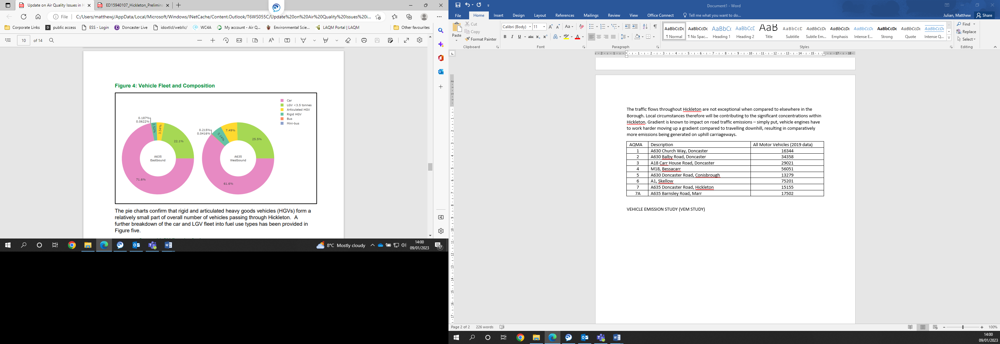 Update on Air Quality Issues in H
ED15940107_Hickleton_Prelimina
File
C:/Users/matthewj/AppData/Local/Microsoft/Windows/INetCache/Content.Outlook/T6WS055C/Update%20on%20Air%20Quality%20Issues%20i...
Corporate Links
public access
ESS - Login
Doncaster Live
idoxtlcl/webllc/
WC4A
My account - Air Q...
Environmental Scie...
LAQM Portal | LAQM
Other favourites
10 of 14
Figure 4: Vehicle Fleet and Composition
Car
LGV <3.5 tonnes
Articulated HGV
Rigid HGV
Bus
Mini-bus
0.187%
0.0622%
2.52%
3.54%
22.1%
A635
Eastbound
71.6%
0.215%
0.0416%
5.14%
7.49%
25.5%
A635
Westbound
61.6%
The pie charts confirm that rigid and articulated heavy goods vehicles (HGVs) form a
relatively small part of overall number of vehicles passing through Hickleton. A
further breakdown of the car and LGV fleet into fuel use types has been provided in
Figure five.
8°C Mostly cloudy
14:00
09/01/2023
17
Document1 - Word
File Home Insert Design Layout References Mailings Review View Office Connect Tell me what you want to do...
Julian, Matthew Share
Paste
Cut
Copy
Format Painter
Clipboard
Calibri (Body) 11
Font
Paragraph
AaBbCcDc ¶ Normal
AaBbCcDc ¶ No Spac...
AaBbCc Heading 1
AaBbCcE Heading 2
AaB Title
AaBbCcD Subtitle
AaBbCcDc Subtle Em...
AaBbCcDc Emphasis
AaBbCcDc Intense E...
AaBbCcDc Strong
AaBbCcDc Quote
AaBbCcDc Intense Q...
Styles
Find
Replace
Select
Editing
The traffic flows throughout Hickleton are not exceptional when compared to elsewhere in the
Borough. Local circumstances therefore will be contributing to the significant concentrations within
Hickleton. Gradient is known to impact on road traffic emissions – simply put, vehicle engines have
to work harder moving up a gradient compared to travelling downhill, resulting in comparatively
more emissions being generated on uphill carriageways.
AQMA Description All Motor Vehicles (2019 data)
1 A630 Church Way, Doncaster 16344
2 A630 Balby Road, Doncaster 34358
3 A18 Carr House Road, Doncaster 29021
4 M18, Bessacarr 56051
5 A630 Doncaster Road, Conisbrough 13279
6 A1, Skellow 75201
7 A635 Doncaster Road, Hickleton 15155
7A A635 Barnsley Road, Marr 17502
VEHICLE EMISSION STUDY (VEM STUDY)
Page 2 of 2 226 words
100%
14:00
09/01/2023